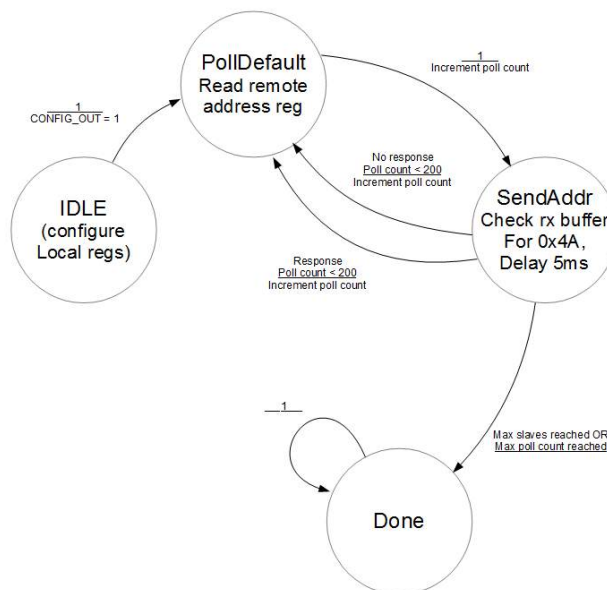 PollDefault
Read remote
address reg
1
Increment poll count
1
CONFIG_OUT = 1
No response
Poll count < 200
Increment poll count
IDLE
(configure
Local regs)
SendAddr
Check rx buffer
For 0x4A,
Delay 5ms
Response
Poll count < 200
Increment poll count
1
Max slaves reached OR
Max poll count reached
Done